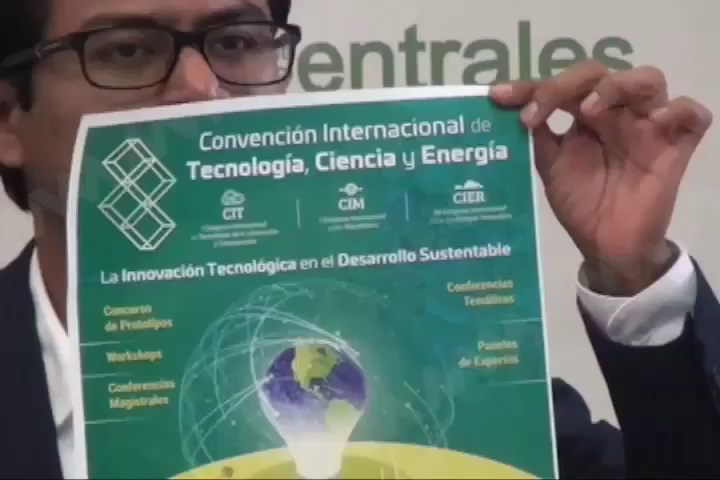 entrales
Convención Internacional de
Tecnología, Ciencia y Energía
CIT
CIM
CIER
La Innovación Tecnológica en el Desarrollo Sustentable
Concurso
de Prototipos
Workshops
Conferencias
Magistrales
Conferencias
Temáticas
de Expertos